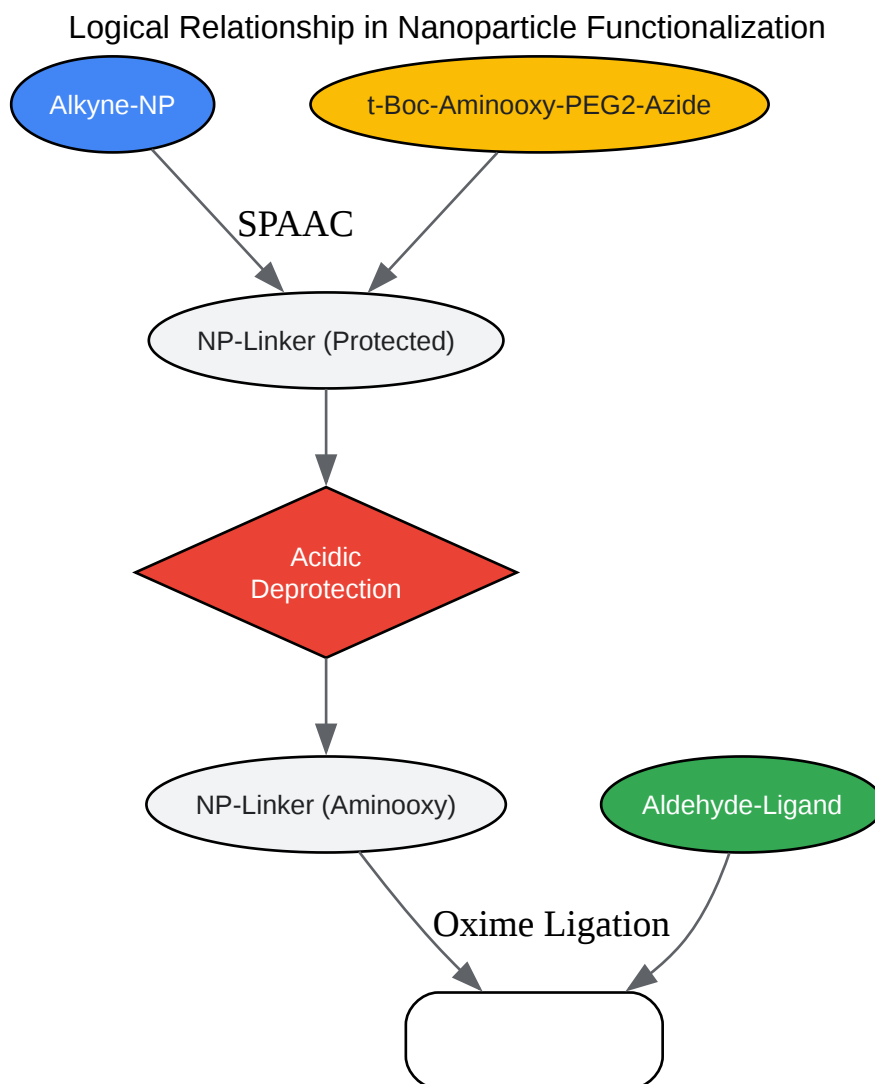 Logical Relationship in Nanoparticle Functionalization
Alkyne-NP
t-Boc-Aminooxy-PEG2-Azide
SPAAC
NP-Linker (Protected)
Acidic
Deprotection
NP-Linker (Aminooxy)
Aldehyde-Ligand
Oxime Ligation